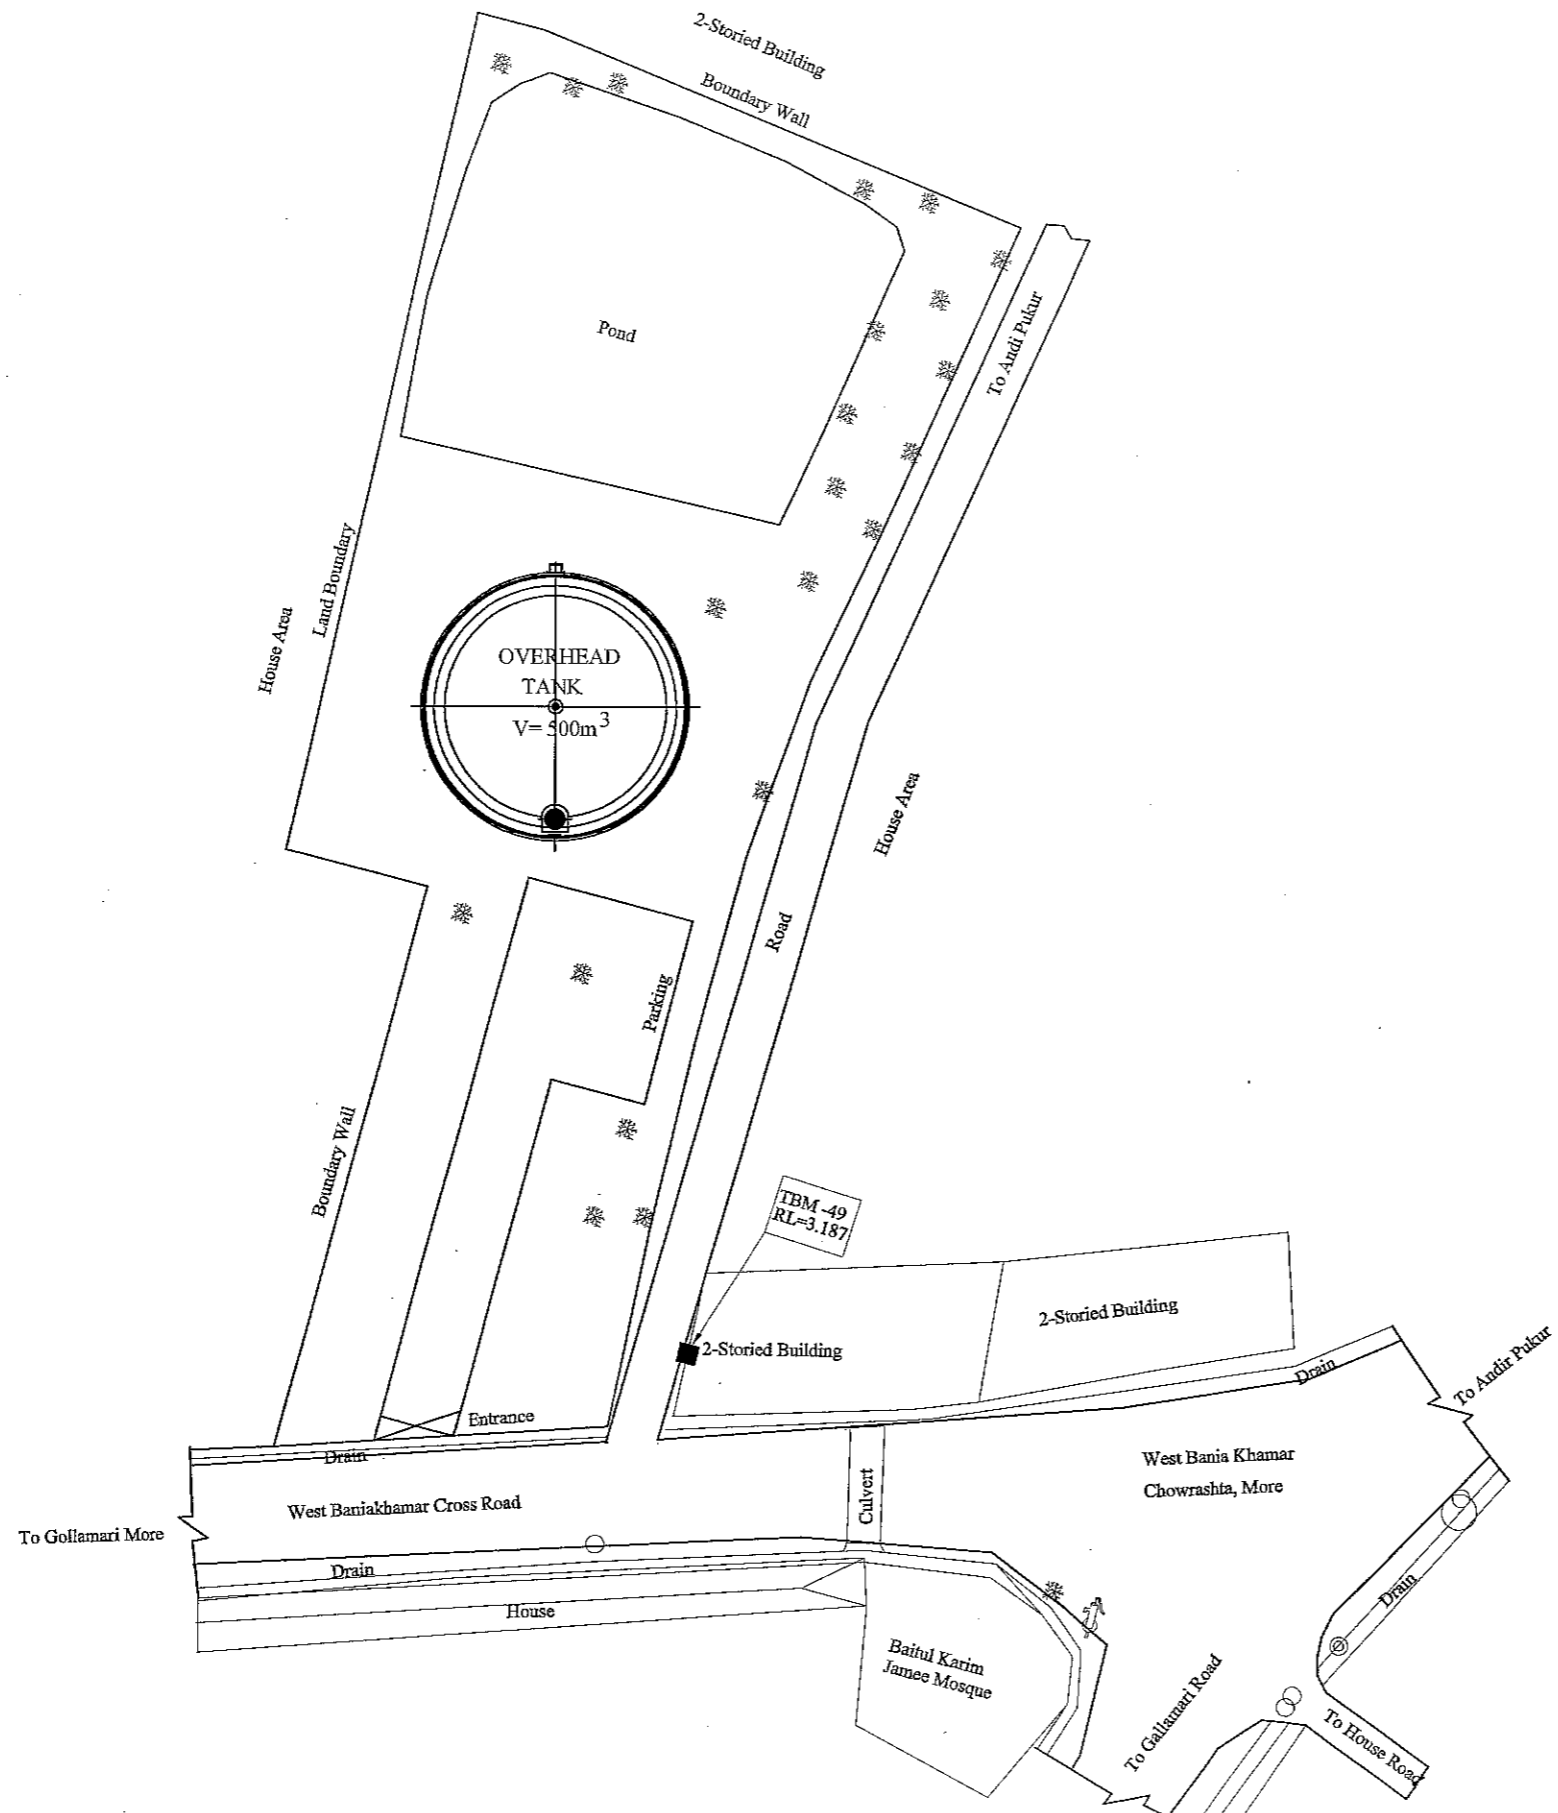 2-Storied Building
Boundary Wall
Pond
To Andi Pukur
Land Boundary
House Area
OVERHEAD
TANK
V= 500m3
House Area
Road
Parking
Boundary Wall
TBM -49
RL=3.187
2-Storied Building
2-Storied Building
Drain
To Andir Pukur
Entrance
Drain
West Bania Khamar
Chowrashta, More
West Baniakhamar Cross Road
Culvert
To Gollamari More
Drain
Drain
House
Baitul Karim
Jamee Mosque
To Gallamari Road
To House Road